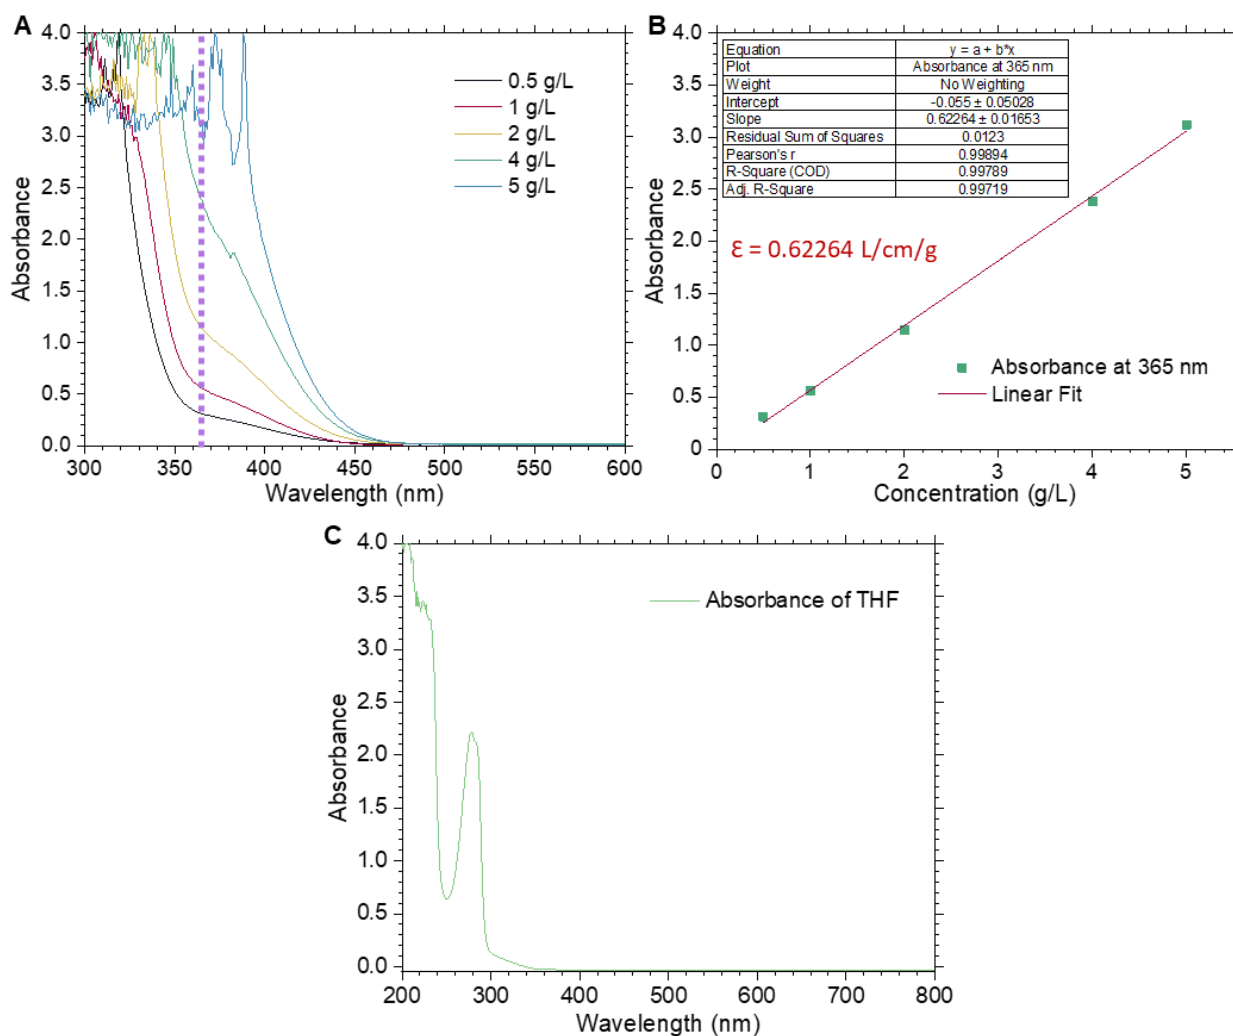 A
4.0
3.5
3.0
2.5
2.0
1.5
1.0
0.5
0.0
Absorbance
0.5 g/L
1 g/L
2 g/L
4 g/L
5 g/L
300 350 400 450 500 550 600
Wavelength (nm)
B
4.0
3.5
3.0
2.5
2.0
1.5
1.0
0.5
0
Absorbance
Equation y = a + b*x
Plot Absorbance at 365 nm
Weight No Weighting
Intercept -0.055 ± 0.05028
Slope 0.62264 ± 0.01653
Residual Sum of Squares 0.0123
Pearson's r 0.99894
R-Square (COD) 0.99789
Adj. R-Square 0.99719
Ɛ = 0.62264 L/cm/g
Absorbance at 365 nm
Linear Fit
0 1 2 3 4 5
Concentration (g/L)
C
4.0
3.5
3.0
2.5
2.0
1.5
1.0
0.5
0.0
Absorbance
Absorbance of THF
200 300 400 500 600 700 800
Wavelength (nm)